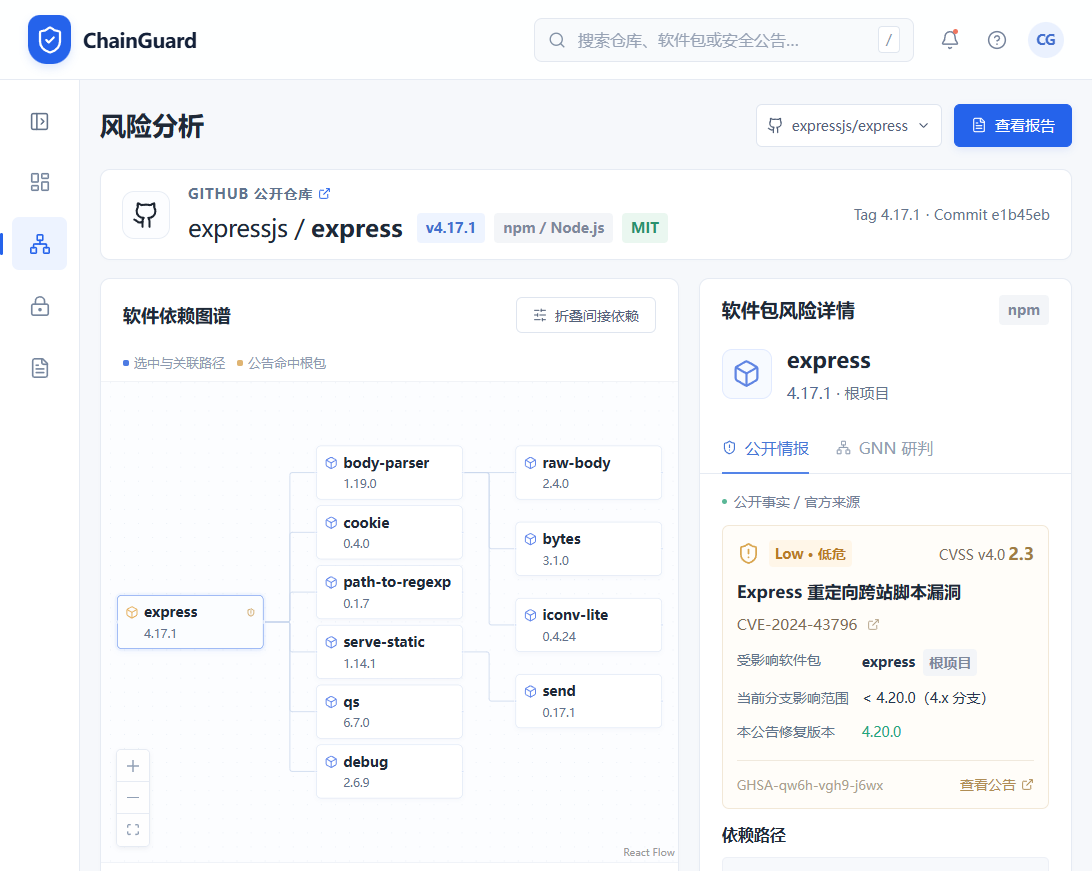 ChainGuard
搜索仓库、软件包或安全公告...
/
CG
风险分析
expressjs/express
查看报告
GITHUB 公开仓库
expressjs / express
v4.17.1
npm / Node.js
MIT
Tag 4.17.1 · Commit e1b45eb
软件依赖图谱
折叠间接依赖
选中与关联路径
公告命中根包
express
4.17.1
body-parser
1.19.0
cookie
0.4.0
path-to-regexp
0.1.7
serve-static
1.14.1
qs
6.7.0
debug
2.6.9
raw-body
2.4.0
bytes
3.1.0
iconv-lite
0.4.24
send
0.17.1
React Flow
软件包风险详情
npm
express
4.17.1 · 根项目
公开情报
GNN 研判
公开事实 / 官方来源
Low • 低危
CVSS v4.0 2.3
Express 重定向跨站脚本漏洞
CVE-2024-43796
受影响软件包 express 根项目
当前分支影响范围 < 4.20.0（4.x 分支）
本公告修复版本 4.20.0
GHSA-qw6h-vgh9-j6wx
查看公告
依赖路径